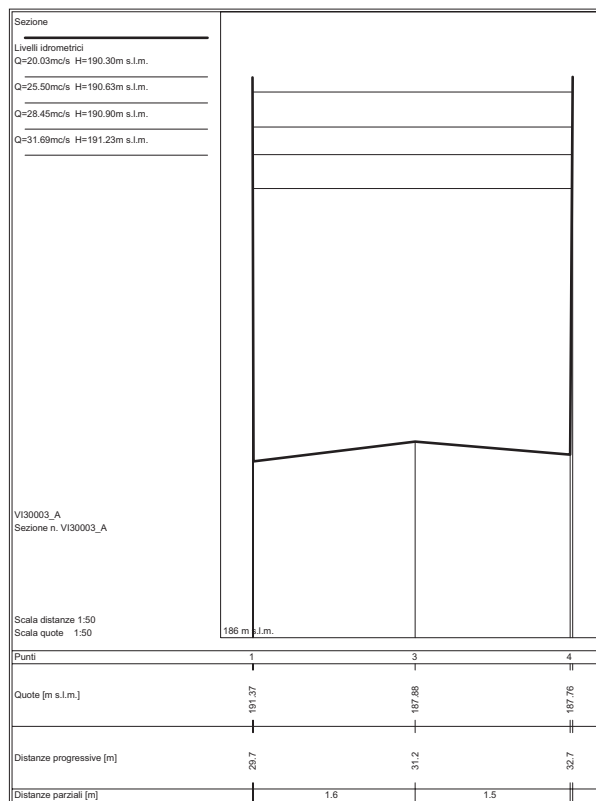 Sezione
Livelli idrometrici
Q=20.03mc/s H=190.30m s.l.m.
Q=25.50mc/s H=190.63m s.l.m.
Q=28.45mc/s H=190.90m s.l.m.
Q=31.69mc/s H=191.23m s.l.m.
VI30003_A
Sezione n. VI30003_A
Scala distanze 1:50
Scala quote 1:50
186 m s.l.m.
Punti 1 3 4
Quote [m s.l.m.] 191.37 187.88 187.76
Distanze progressive [m] 29.7 31.2 32.7
Distanze parziali [m] 1.6 1.5